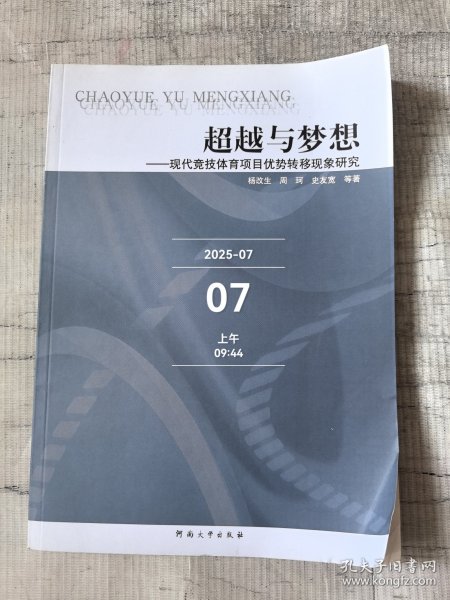 CHAOYUE YU MENGXIANG
CHAOYUE YU MENGXIANG
超越与梦想
——现代竞技体育项目优势转移现象研究
杨改生 周珂 史友宽 等著
2025-07
07
上午
09:44
河南大学出版社
孔夫子旧书网
www.kongfz.com